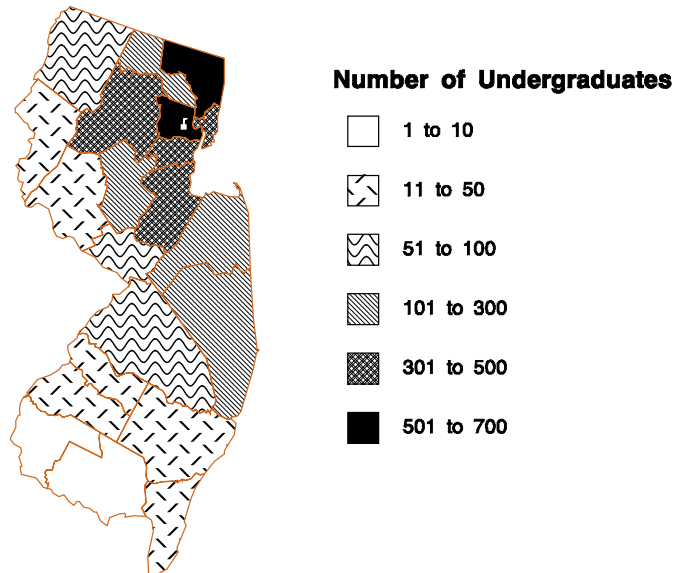 Number of Undergraduates
1 to 10
11 to 50
51 to 100
101 to 300
301 to 500
501 to 700